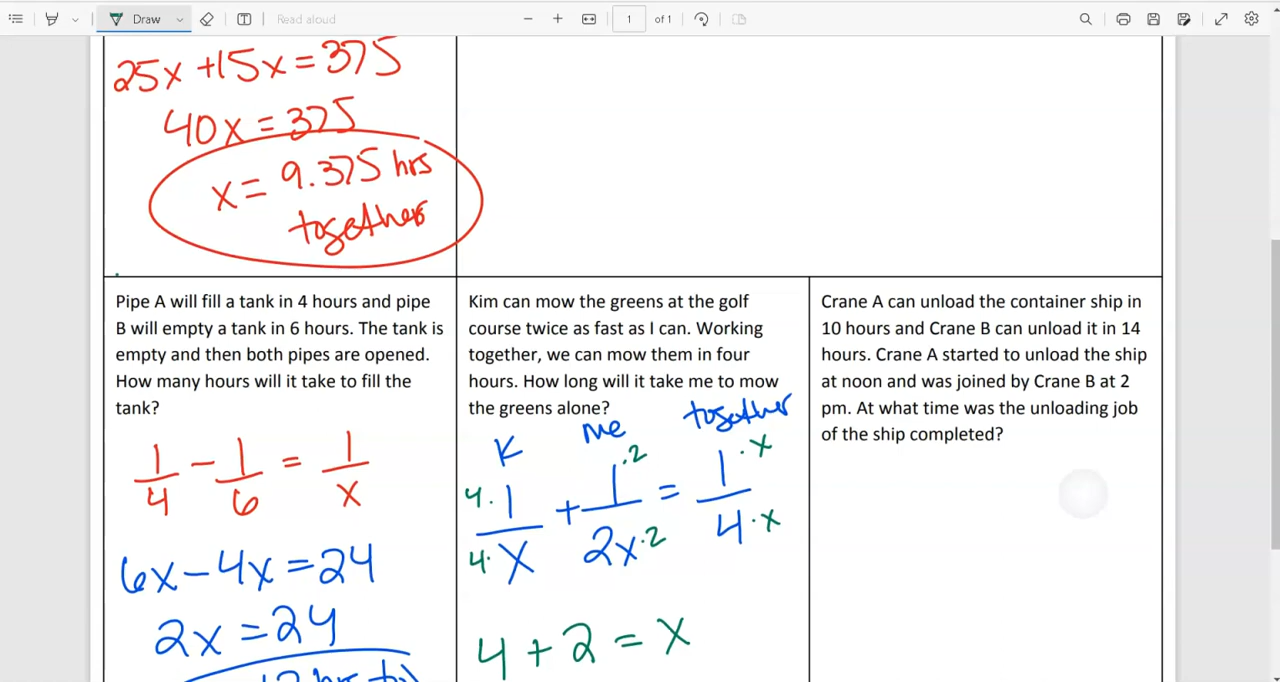 Draw
Read aloud
1
of 1
25x +15x = 375
40x = 375
x = 9.375 hrs
together
Pipe A will fill a tank in 4 hours and pipe
B will empty a tank in 6 hours. The tank is
empty and then both pipes are opened.
How many hours will it take to fill the
tank?
1/4 - 1/6 = 1/x
6x - 4x = 24
2x = 24
Kim can mow the greens at the golf
course twice as fast as I can. Working
together, we can mow them in four
hours. How long will it take me to mow
the greens alone?
K me together
4·1/4·x + 1·2/2x·2 = 1·x/4·x
4 + 2 = x
Crane A can unload the container ship in
10 hours and Crane B can unload it in 14
hours. Crane A started to unload the ship
at noon and was joined by Crane B at 2
pm. At what time was the unloading job
of the ship completed?